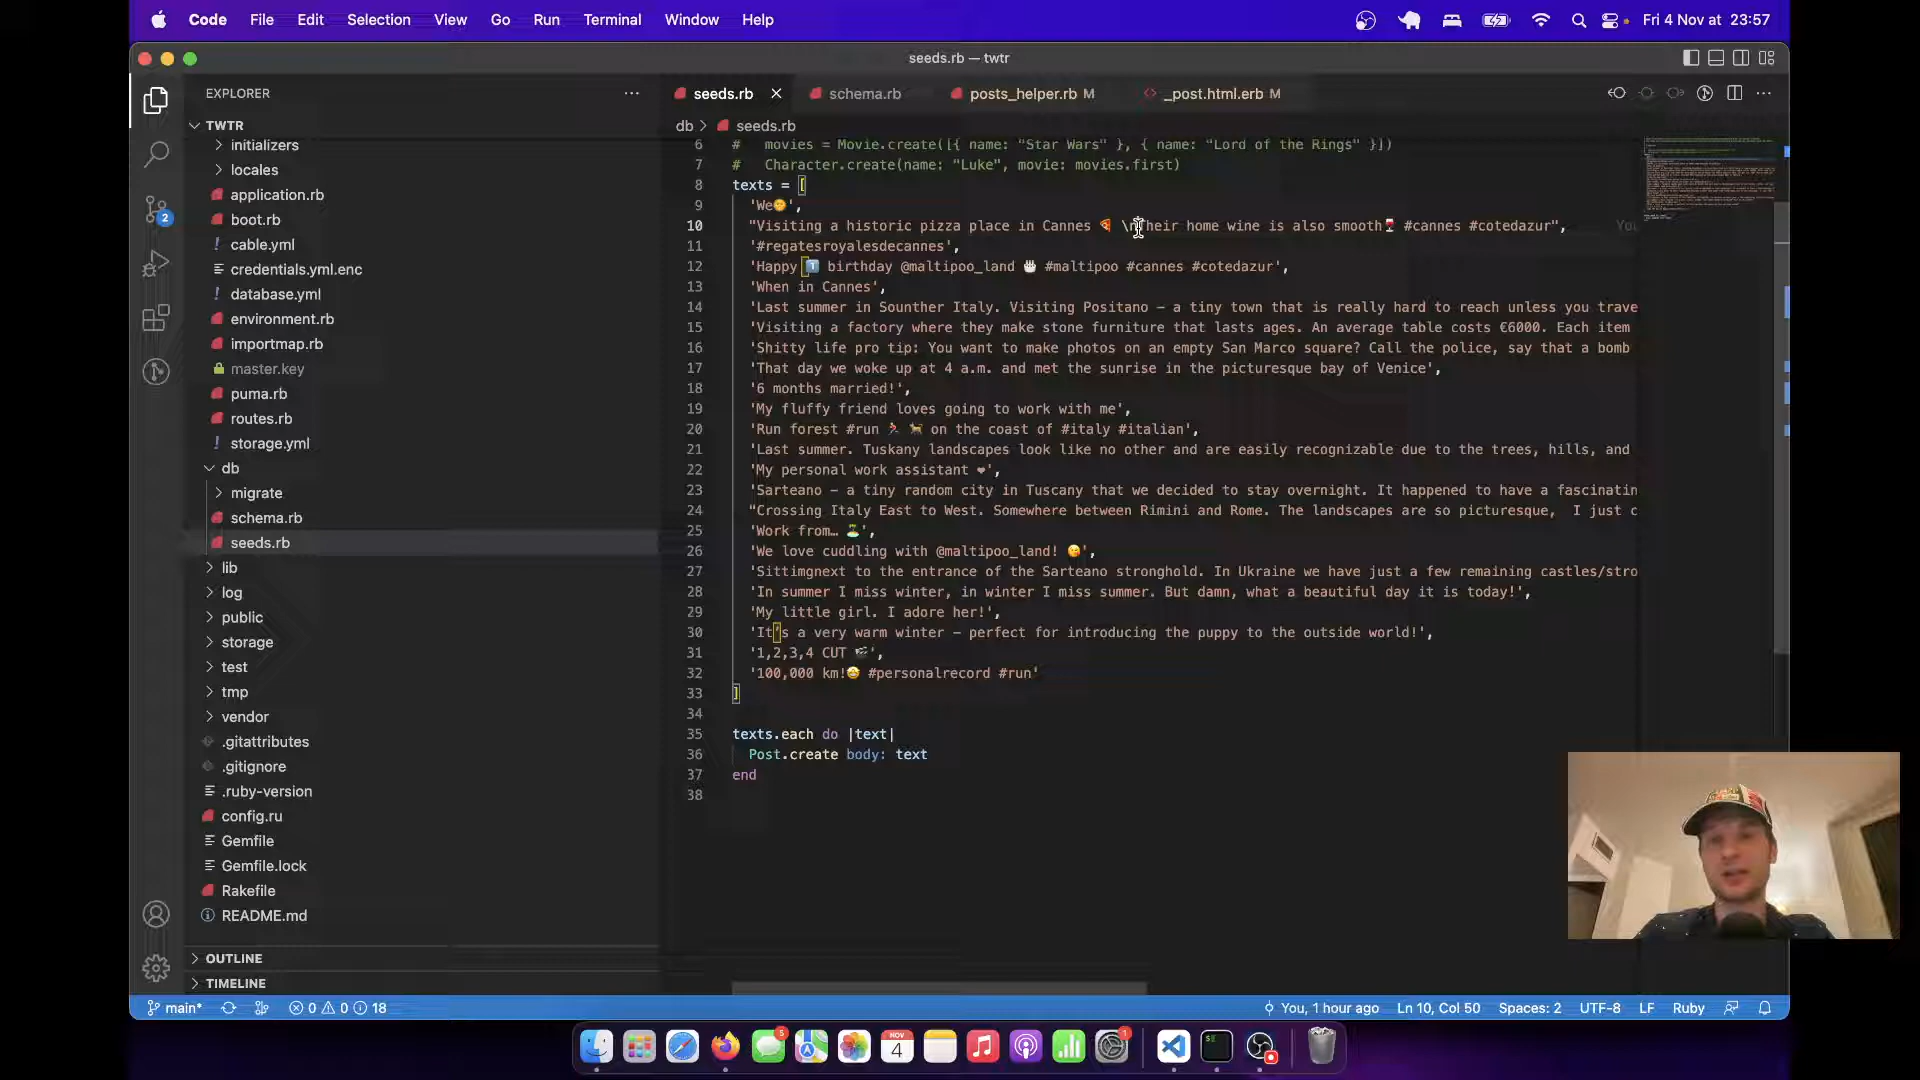 Code File Edit Selection View Go Run Terminal Window Help Fri 4 Nov at 23:57
seeds.rb — twtr
EXPLORER
seeds.rb schema.rb posts_helper.rb M _post.html.erb M
TWTR
db > seeds.rb
initializers
locales
application.rb
boot.rb
cable.yml
credentials.yml.enc
database.yml
environment.rb
importmap.rb
master.key
puma.rb
routes.rb
storage.yml
db
migrate
schema.rb
seeds.rb
lib
log
public
storage
test
tmp
vendor
.gitattributes
.gitignore
.ruby-version
config.ru
Gemfile
Gemfile.lock
Rakefile
README.md
OUTLINE
TIMELINE
2
6 # movies = Movie.create([{ name: "Star Wars" }, { name: "Lord of the Rings" }])
7 # Character.create(name: "Luke", movie: movies.first)
8 texts = [
9 'We🌞',
10 "Visiting a historic pizza place in Cannes 🍕 \nTheir home wine is also smooth🍷 #cannes #cotedazur", You
11 '#regatesroyalesdecannes',
12 'Happy 1️⃣ birthday @maltipoo_land 🎂 #maltipoo #cannes #cotedazur',
13 'When in Cannes',
14 'Last summer in Sounther Italy. Visiting Positano – a tiny town that is really hard to reach unless you trave
15 'Visiting a factory where they make stone furniture that lasts ages. An average table costs €6000. Each item
16 'Shitty life pro tip: You want to make photos on an empty San Marco square? Call the police, say that a bomb
17 'That day we woke up at 4 a.m. and met the sunrise in the picturesque bay of Venice',
18 '6 months married!',
19 'My fluffy friend loves going to work with me',
20 'Run forest #run 🏃 🐕 on the coast of #italy #italian',
21 'Last summer. Tuskany landscapes look like no other and are easily recognizable due to the trees, hills, and
22 'My personal work assistant ❤',
23 'Sarteano – a tiny random city in Tuscany that we decided to stay overnight. It happened to have a fascinatin
24 "Crossing Italy East to West. Somewhere between Rimini and Rome. The landscapes are so picturesque,  I just c
25 'Work from… 🏝',
26 'We love cuddling with @maltipoo_land! 😋',
27 'Sittimgnext to the entrance of the Sarteano stronghold. In Ukraine we have just a few remaining castles/stro
28 'In summer I miss winter, in winter I miss summer. But damn, what a beautiful day it is today!',
29 'My little girl. I adore her!',
30 'It’s a very warm winter – perfect for introducing the puppy to the outside world!',
31 '1,2,3,4 CUT 🎬',
32 '100,000 km!🤩 #personalrecord #run'
33 ]
34
35 texts.each do |text|
36 Post.create body: text
37 end
38
main* 0 0 18 You, 1 hour ago Ln 10, Col 50 Spaces: 2 UTF-8 LF Ruby
5 NOV 4 1